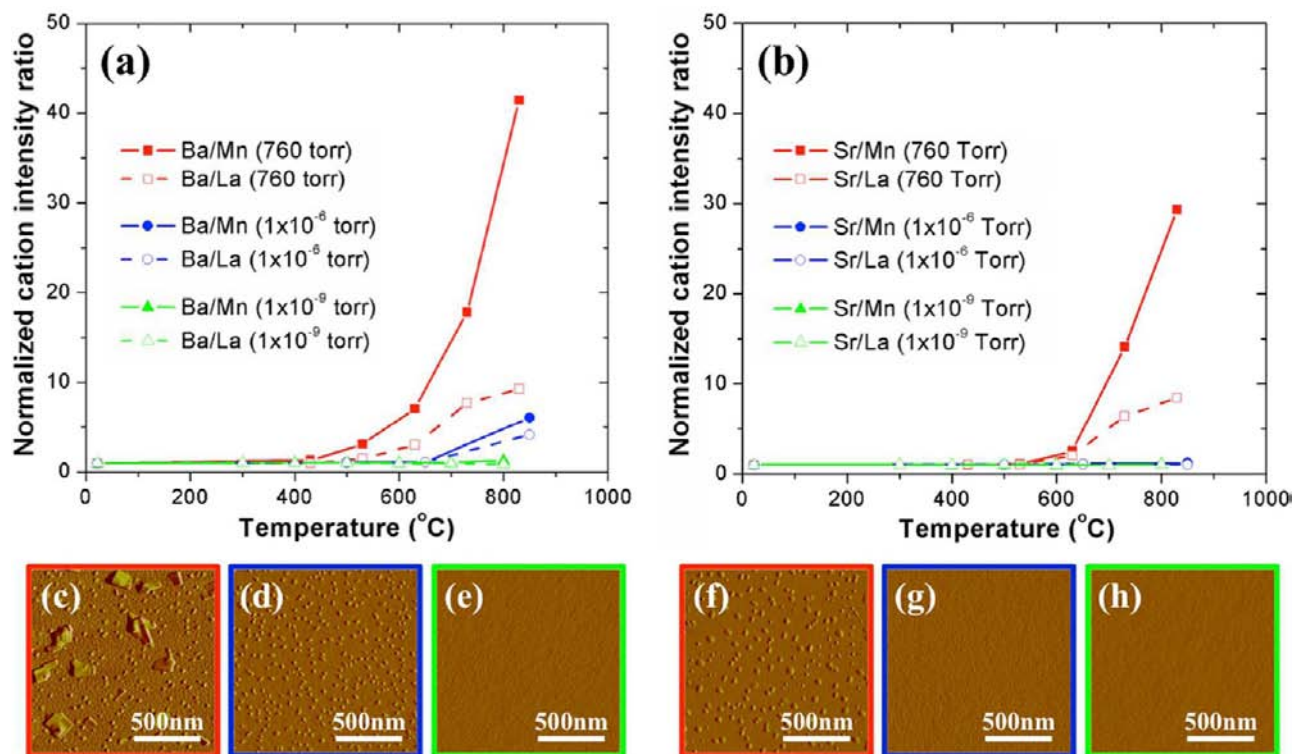 (a)
Normalized cation intensity ratio
50
40
30
20
10
0
Ba/Mn (760 torr)
Ba/La (760 torr)
Ba/Mn (1x10⁻⁶ torr)
Ba/La (1x10⁻⁶ torr)
Ba/Mn (1x10⁻⁹ torr)
Ba/La (1x10⁻⁹ torr)
0 200 400 600 800 1000
Temperature (°C)
(b)
Normalized cation intensity ratio
50
40
30
20
10
0
Sr/Mn (760 Torr)
Sr/La (760 Torr)
Sr/Mn (1x10⁻⁶ Torr)
Sr/La (1x10⁻⁶ Torr)
Sr/Mn (1x10⁻⁹ Torr)
Sr/La (1x10⁻⁹ Torr)
0 200 400 600 800 1000
Temperature (°C)
(c)
500nm
(d)
500nm
(e)
500nm
(f)
500nm
(g)
500nm
(h)
500nm